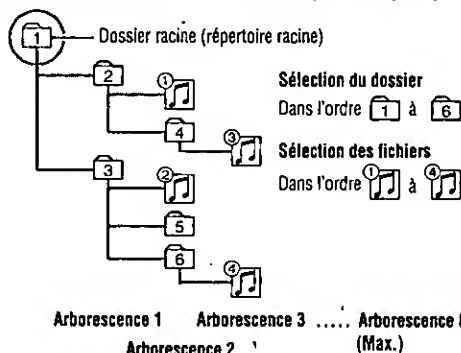 1 Dossier racine (répertoire racine)
2 ①
4 ③
3 ②
5
6 ④
Sélection du dossier
Dans l'ordre 1 à 6
Sélection des fichiers
Dans l'ordre ① à ④
Arborescence 1 Arborescence 3 ..... Arborescence
Arborescence 2 (Max.)